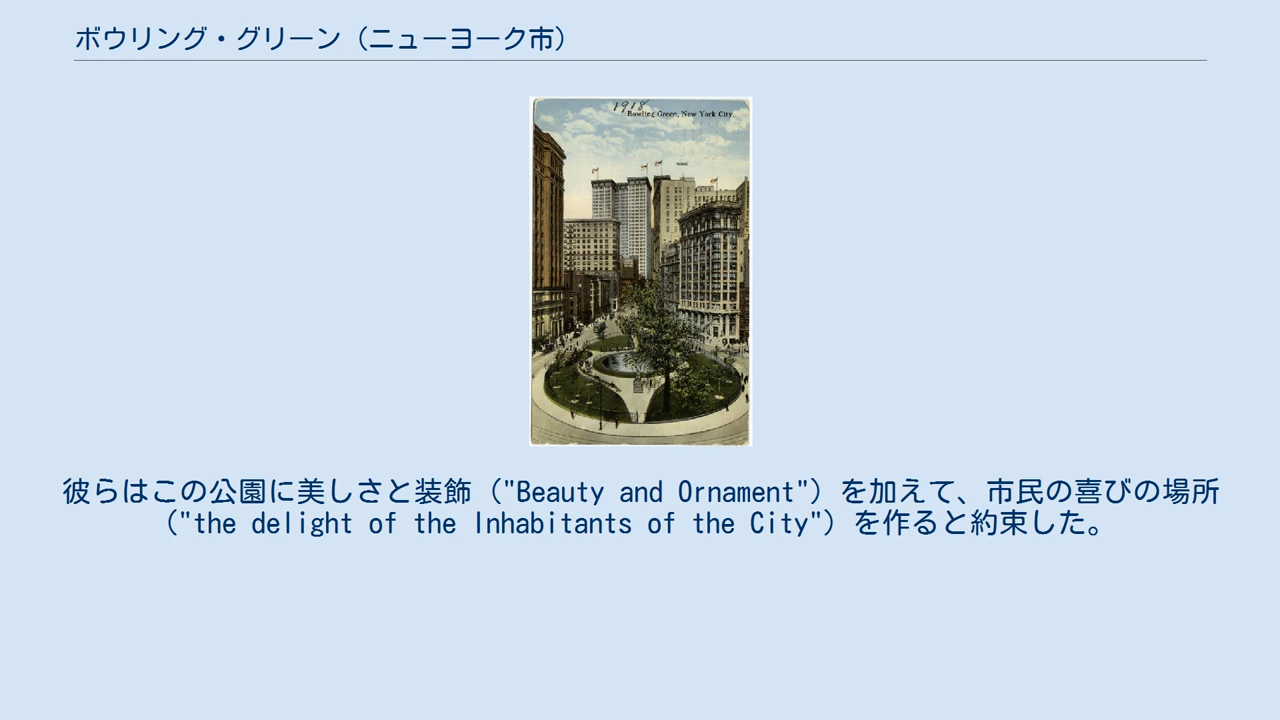 ボウリング・グリーン（ニューヨーク市）
1918
Bowling Green, New York City.
彼らはこの公園に美しさと装飾（"Beauty and Ornament"）を加えて、市民の喜びの場所
（"the delight of the Inhabitants of the City"）を作ると約束した。